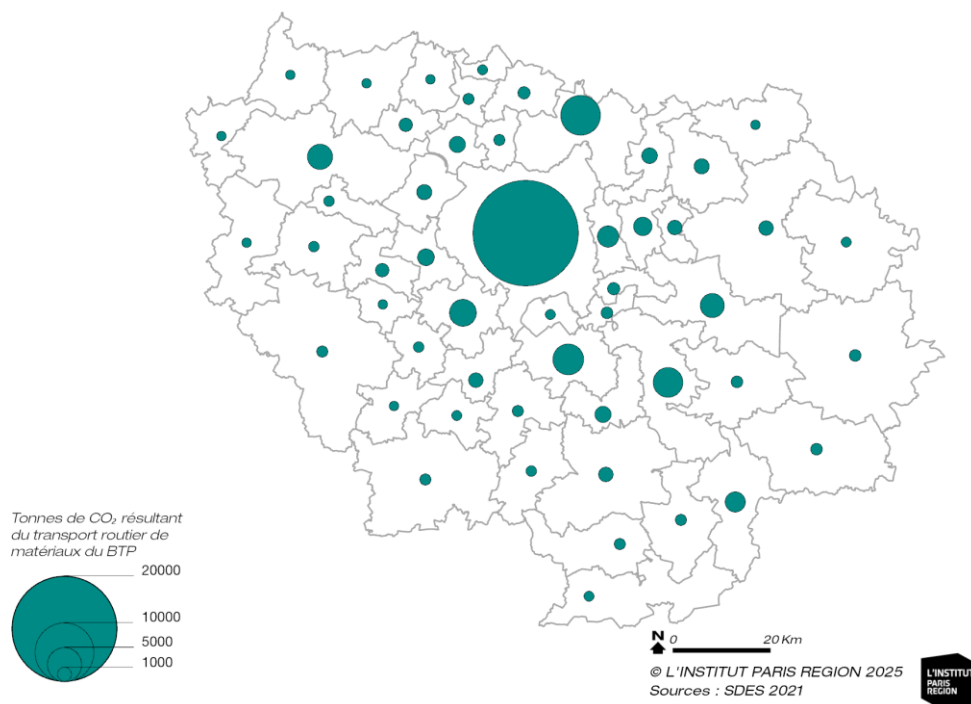 Tonnes de CO₂ résultant
du transport routier de
matériaux du BTP
20000
10000
5000
1000
N 0 20 Km
© L'INSTITUT PARIS REGION 2025
Sources : SDES 2021
L'INSTITUT
PARIS
REGION